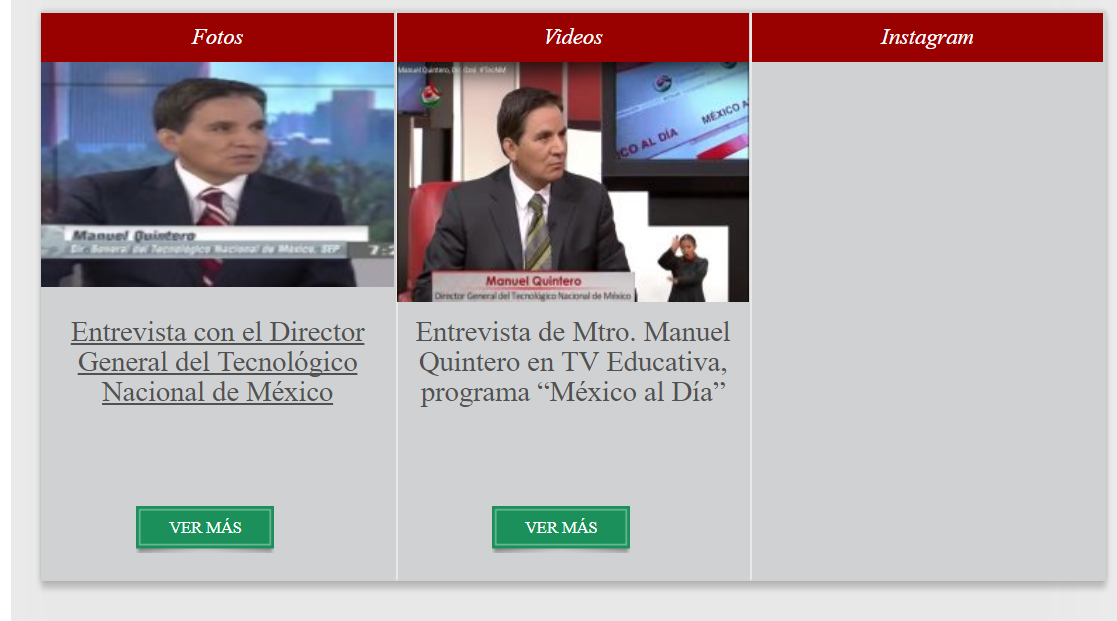 Fotos
Videos
Instagram
Manuel Quintero, Dir. Gral. #TecNM
MÉXICO A
CO AL DÍA
Manuel Quintero
Dir. General del Tecnológico Nacional de México, SEP
Manuel Quintero
Director General del Tecnológico Nacional de México
Entrevista con el Director
General del Tecnológico
Nacional de México
Entrevista de Mtro. Manuel
Quintero en TV Educativa,
programa “México al Día”
VER MÁS
VER MÁS